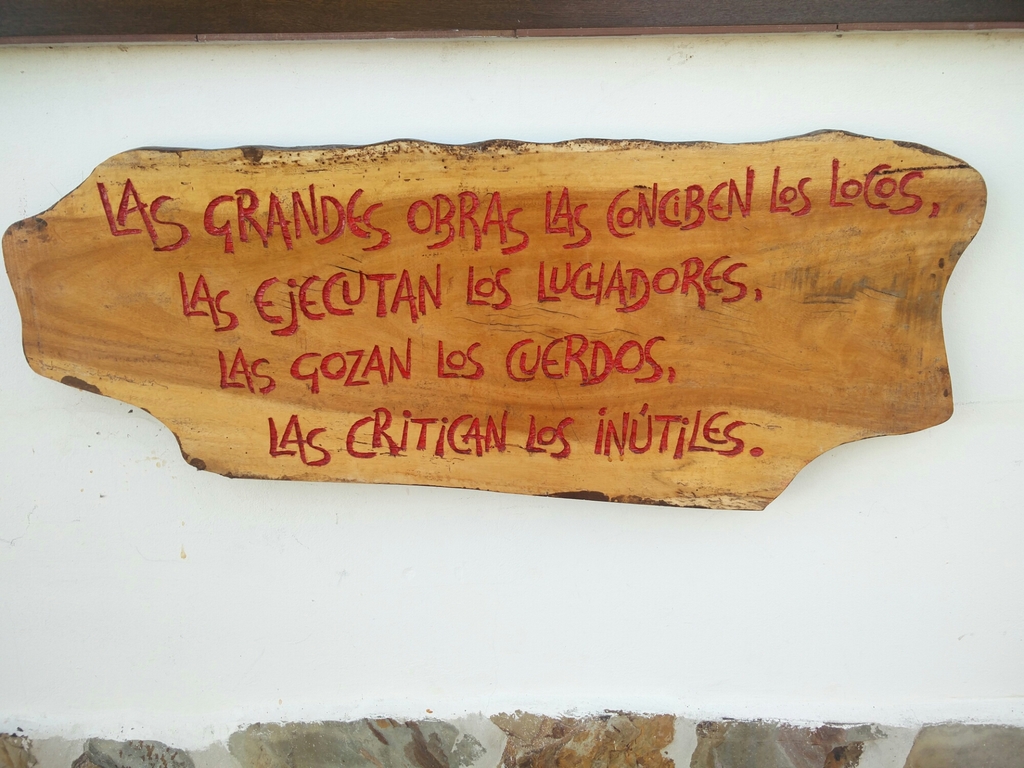 LAS GRANDES OBRAS LAS CONCIBEN LOS LOCOS,
LAS EJECUTAN LOS LUCHADORES,
LAS GOZAN LOS CUERDOS,
LAS CRITICAN LOS INÚTILES.